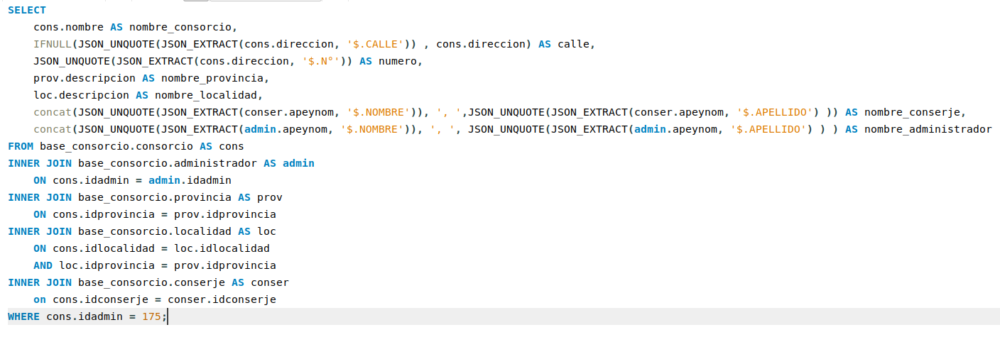 SELECT
    cons.nombre AS nombre_consorcio,
    IFNULL(JSON_UNQUOTE(JSON_EXTRACT(cons.direccion, '$.CALLE')) , cons.direccion) AS calle,
    JSON_UNQUOTE(JSON_EXTRACT(cons.direccion, '$.N°')) AS numero,
    prov.descripcion AS nombre_provincia,
    loc.descripcion AS nombre_localidad,
    concat(JSON_UNQUOTE(JSON_EXTRACT(conser.apeynom, '$.NOMBRE')), ', ',JSON_UNQUOTE(JSON_EXTRACT(conser.apeynom, '$.APELLIDO') )) AS nombre_conserje,
    concat(JSON_UNQUOTE(JSON_EXTRACT(admin.apeynom, '$.NOMBRE')), ', ', JSON_UNQUOTE(JSON_EXTRACT(admin.apeynom, '$.APELLIDO') ) ) AS nombre_administrador
FROM base_consorcio.consorcio AS cons
INNER JOIN base_consorcio.administrador AS admin
    ON cons.idadmin = admin.idadmin
INNER JOIN base_consorcio.provincia AS prov
    ON cons.idprovincia = prov.idprovincia
INNER JOIN base_consorcio.localidad AS loc
    ON cons.idlocalidad = loc.idlocalidad
    AND loc.idprovincia = prov.idprovincia
INNER JOIN base_consorcio.conserje AS conser
    on cons.idconserje = conser.idconserje
WHERE cons.idadmin = 175;